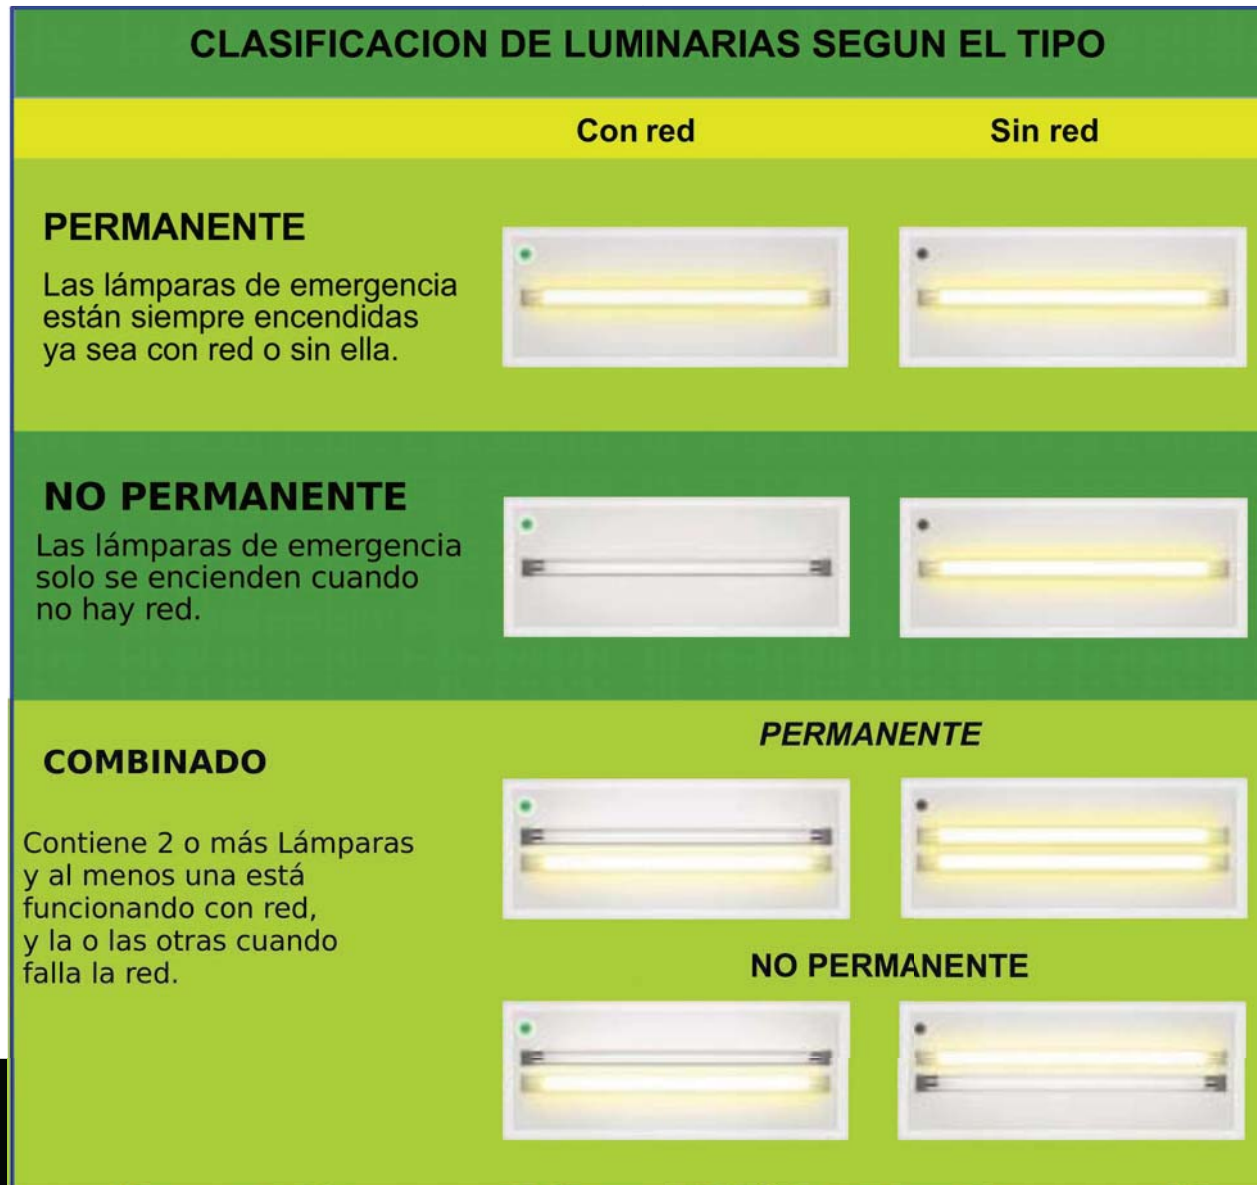 CLASIFICACION DE LUMINARIAS SEGUN EL TIPO
Con red
Sin red
PERMANENTE
Las lámparas de emergencia
están siempre encendidas
ya sea con red o sin ella.
NO PERMANENTE
Las lámparas de emergencia
solo se encienden cuando
no hay red.
COMBINADO
Contiene 2 o más Lámparas
y al menos una está
funcionando con red,
y la o las otras cuando
falla la red.
PERMANENTE
NO PERMANENTE